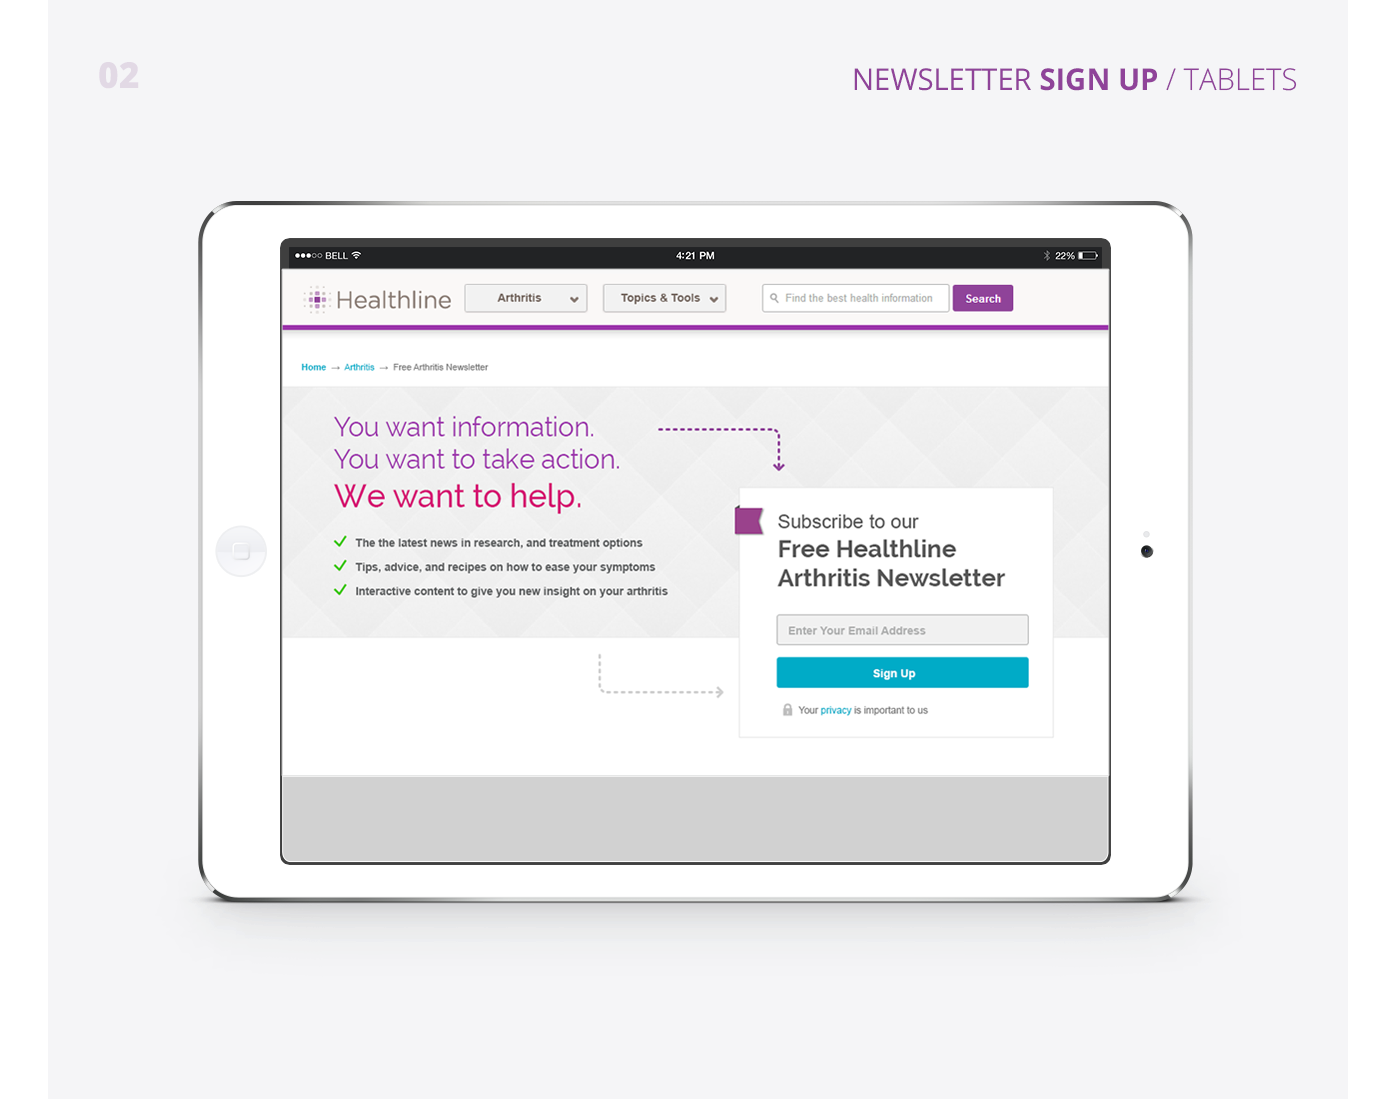 02
NEWSLETTER SIGN UP / TABLETS
BELL
4:21 PM
22%
Healthline
Arthritis
Topics & Tools
Find the best health information
Search
Home → Arthritis → Free Arthritis Newsletter
You want information.
You want to take action.
We want to help.
The the latest news in research, and treatment options
Tips, advice, and recipes on how to ease your symptoms
Interactive content to give you new insight on your arthritis
Subscribe to our
Free Healthline
Arthritis Newsletter
Enter Your Email Address
Sign Up
Your privacy is important to us